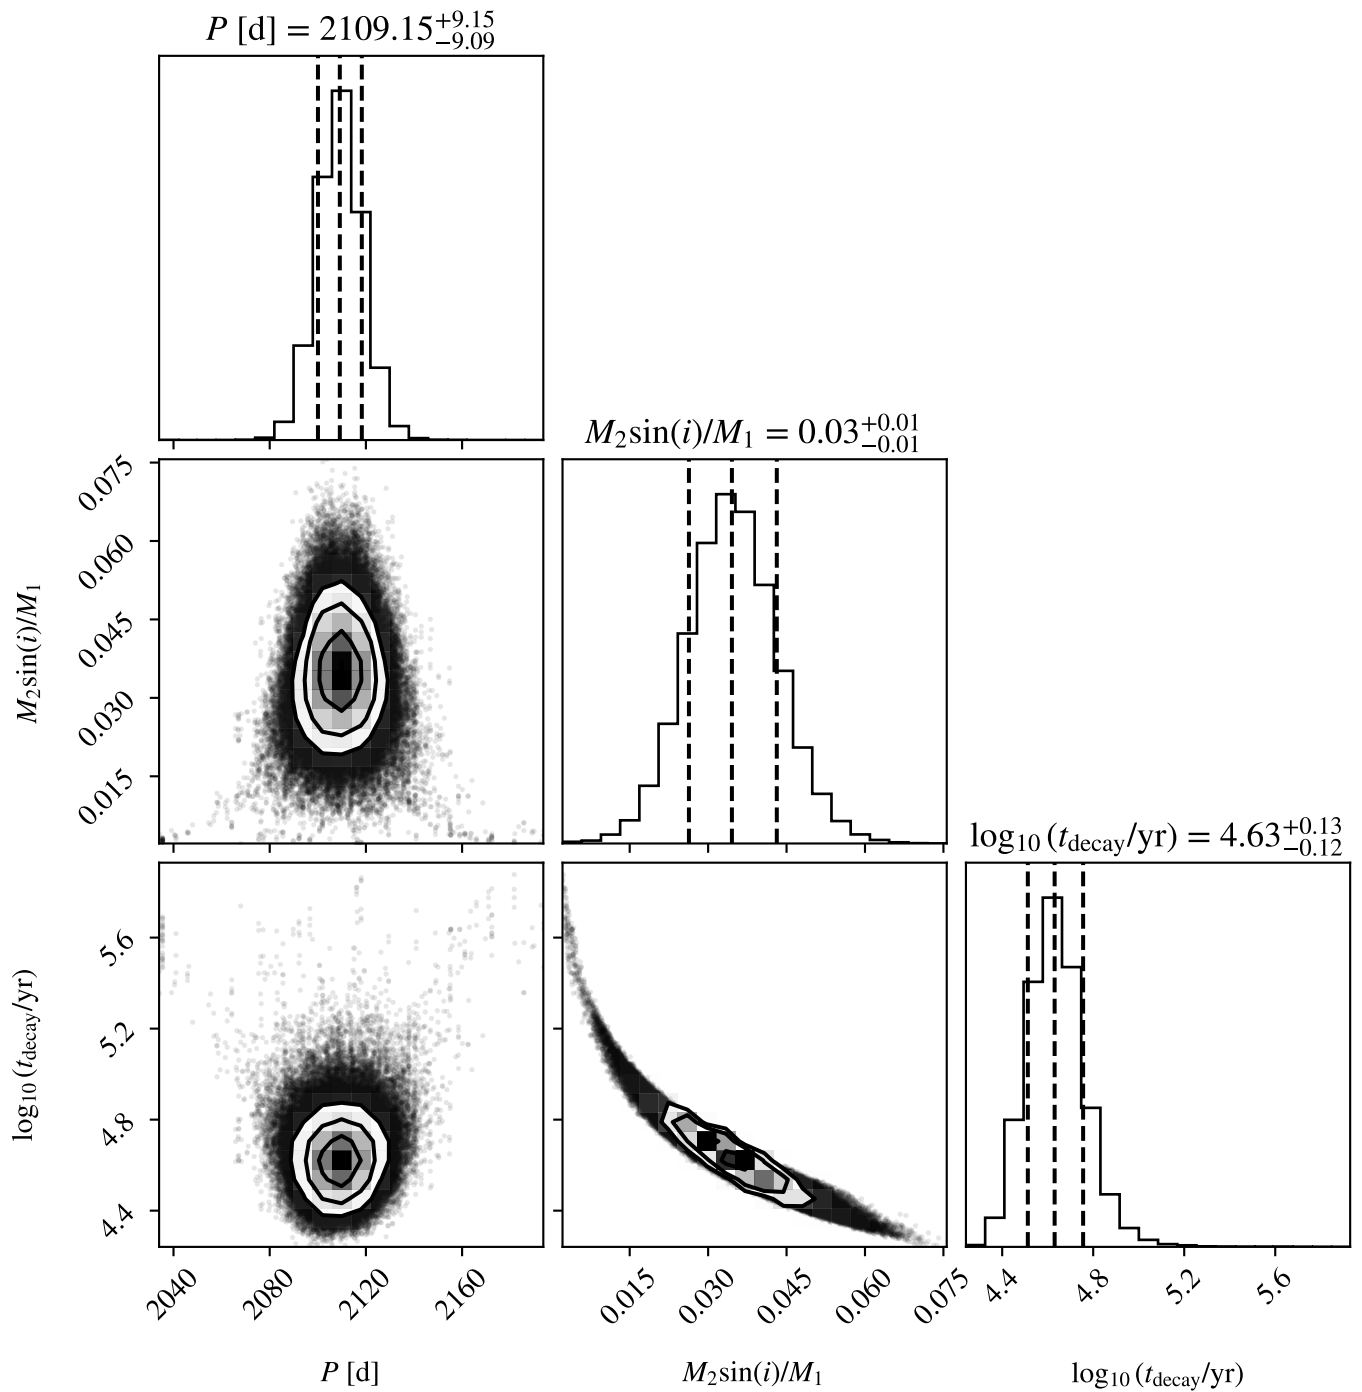 P [d] = 2109.15 +9.15 −9.09
M₂sin(i)/M₁ = 0.03 +0.01 −0.01
log₁₀ (t_decay/yr) = 4.63 +0.13 −0.12
M₂sin(i)/M₁
0.075
0.060
0.045
0.030
0.015
log₁₀ (t_decay/yr)
5.6
5.2
4.8
4.4
2040 2080 2120 2160
0.015 0.030 0.045 0.060 0.075
4.4 4.8 5.2 5.6
P [d]
M₂sin(i)/M₁
log₁₀ (t_decay/yr)